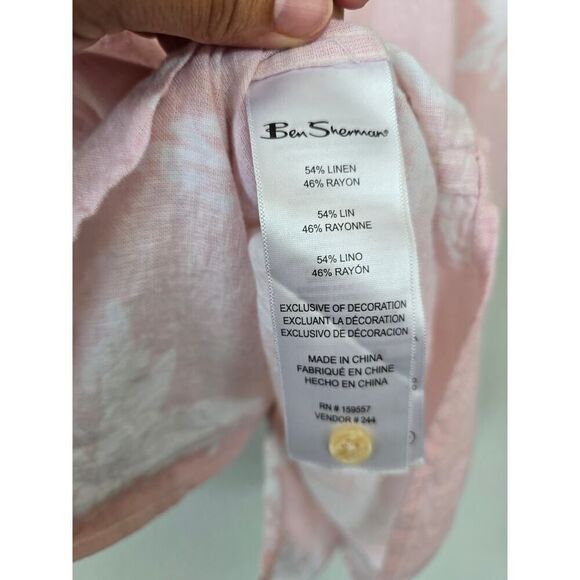 Ben Sherman
54% LINEN
46% RAYON
54% LIN
46% RAYONNE
54% LINO
46% RAYÓN
EXCLUSIVE OF DECORATION
EXCLUANT LA DÉCORATION
EXCLUSIVO DE DÉCORACION
MADE IN CHINA
FABRIQUÉ EN CHINE
HECHO EN CHINA
RN # 159557
VENDOR # 244